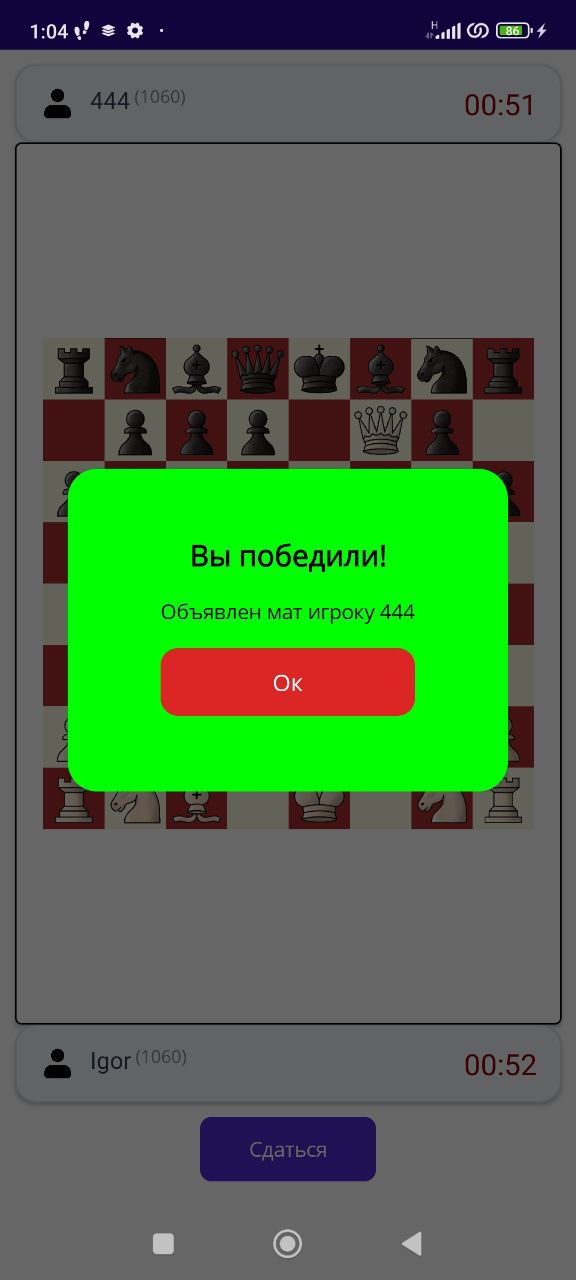 1:04
H
86
444 (1060)
00:51
Вы победили!
Объявлен мат игроку 444
Ок
Igor (1060)
00:52
Сдаться